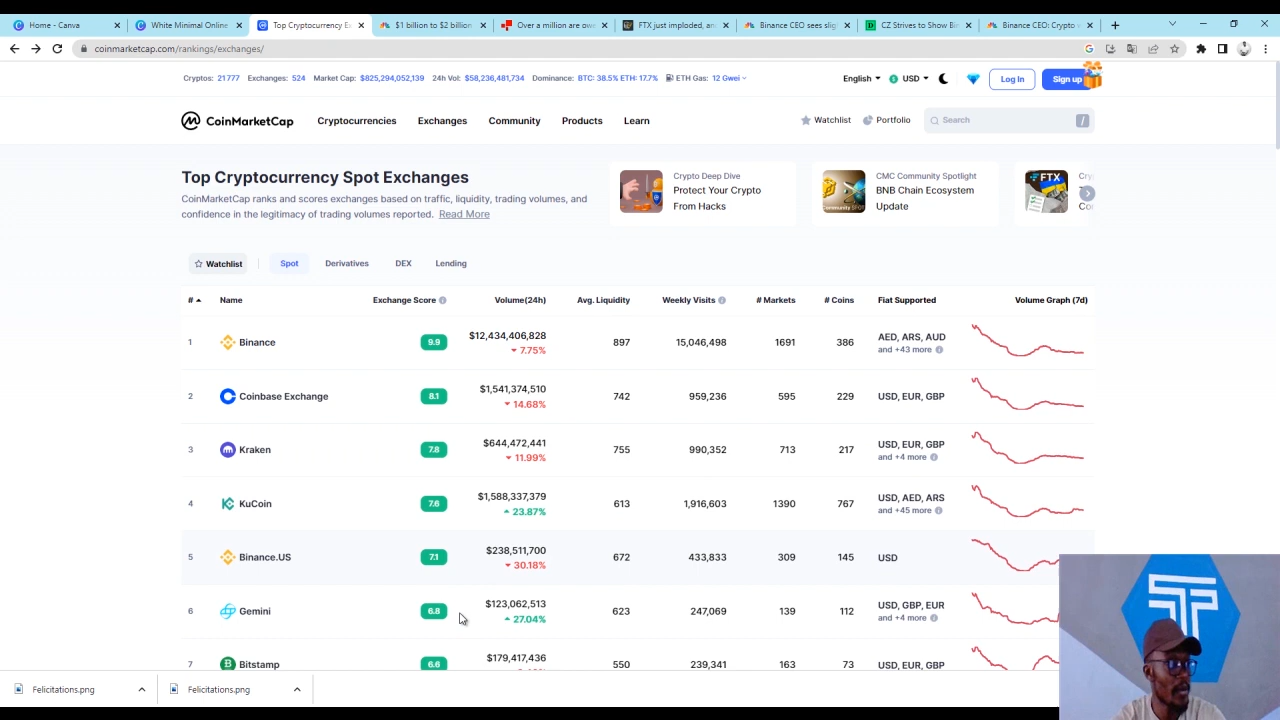 Home - Canva
White Minimal Online
Top Cryptocurrency Ex
$1 billion to $2 billion
Over a million are owe
FTX just imploded, an
Binance CEO sees sligh
CZ Strives to Show Bin
Binance CEO: Crypto w
coinmarketcap.com/rankings/exchanges/
Cryptos: 21777 Exchanges: 524 Market Cap: $825,294,052,139 24h Vol: $58,236,481,734 Dominance: BTC: 38.5% ETH: 17.7% ETH Gas: 12 Gwei
English USD Log In Sign up
CoinMarketCap Cryptocurrencies Exchanges Community Products Learn Watchlist Portfolio Search /
Top Cryptocurrency Spot Exchanges
CoinMarketCap ranks and scores exchanges based on traffic, liquidity, trading volumes, and
confidence in the legitimacy of trading volumes reported. Read More
Crypto Deep Dive
Protect Your Crypto
From Hacks
CMC Community Spotlight
BNB Chain Ecosystem
Update
FTX
Watchlist Spot Derivatives DEX Lending
# Name Exchange Score Volume(24h) Avg. Liquidity Weekly Visits # Markets # Coins Fiat Supported Volume Graph (7d)
1 Binance 9.9 $12,434,406,828 7.75% 897 15,046,498 1691 386 AED, ARS, AUD and +43 more
2 Coinbase Exchange 8.1 $1,541,374,510 14.68% 742 959,236 595 229 USD, EUR, GBP
3 Kraken 7.8 $644,472,441 11.99% 755 990,352 713 217 USD, EUR, GBP and +4 more
4 KuCoin 7.6 $1,588,337,379 23.87% 613 1,916,603 1390 767 USD, AED, ARS and +45 more
5 Binance.US 7.1 $238,511,700 30.18% 672 433,833 309 145 USD
6 Gemini 6.8 $123,062,513 27.04% 623 247,069 139 112 USD, GBP, EUR and +4 more
7 Bitstamp 6.6 $179,417,436 550 239,341 163 73 USD, EUR, GBP
Felicitations.png
Felicitations.png